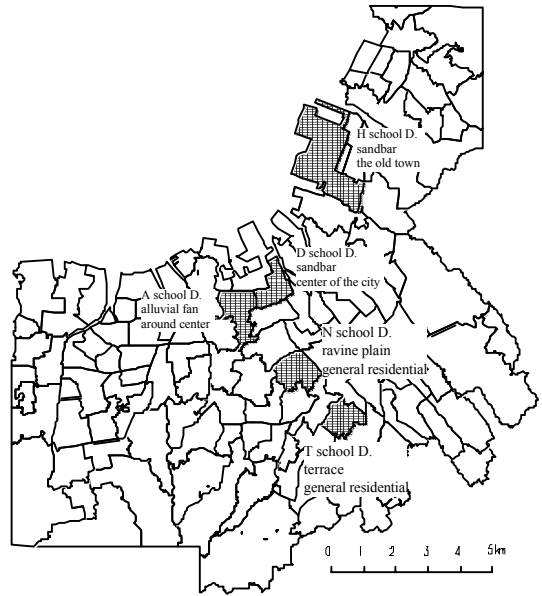 H school D.
sandbar
the old town
D school D.
sandbar
center of the city
A school D.
alluvial fan
around center
N school D.
ravine plain
general residential
T school D.
terrace
general residential
0 1 2 3 4 5km